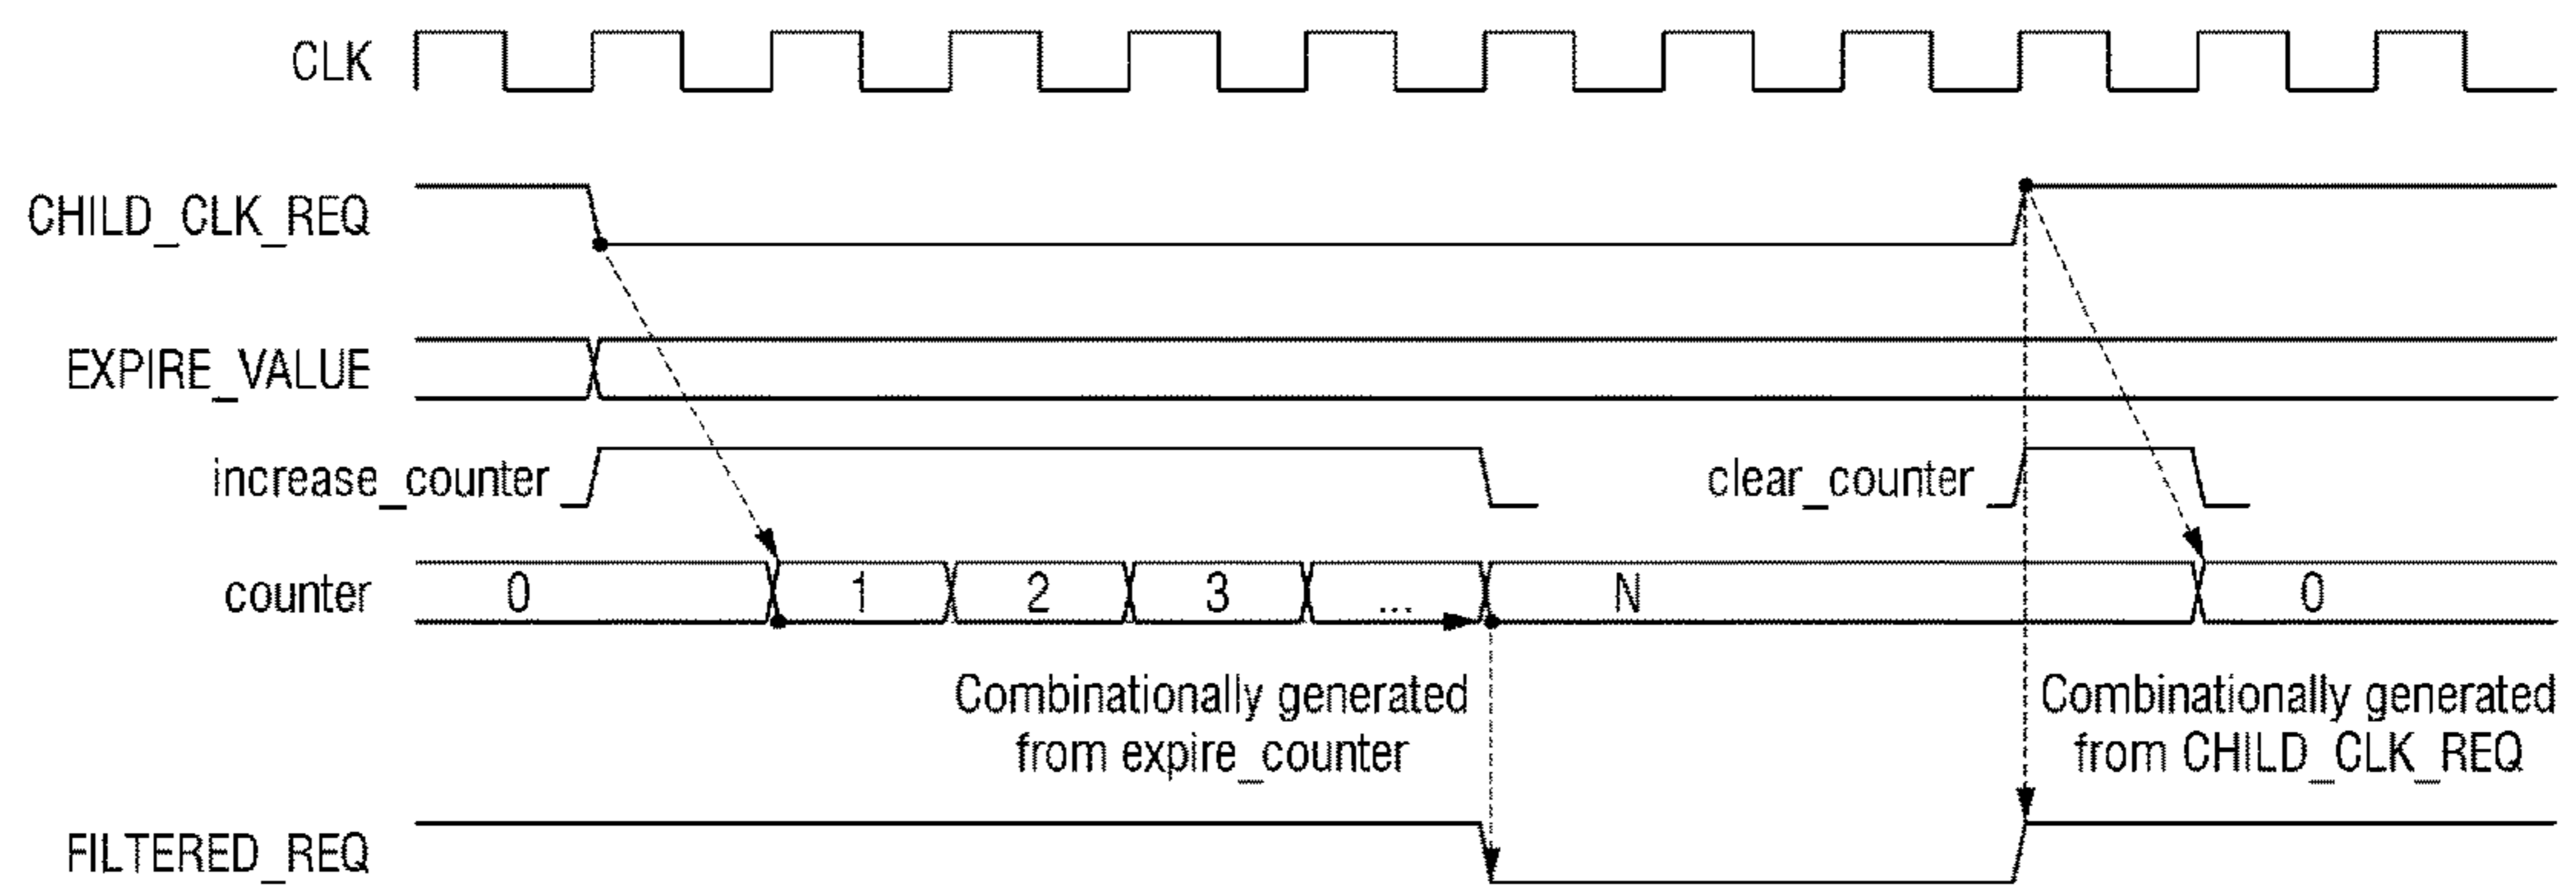 CLK
CHILD_CLK_REQ
EXPIRE_VALUE
increase_counter
clear_counter
counter
0 1 2 3 ... N 0
Combinationally generated
from expire_counter
Combinationally generated
from CHILD_CLK_REQ
FILTERED_REQ